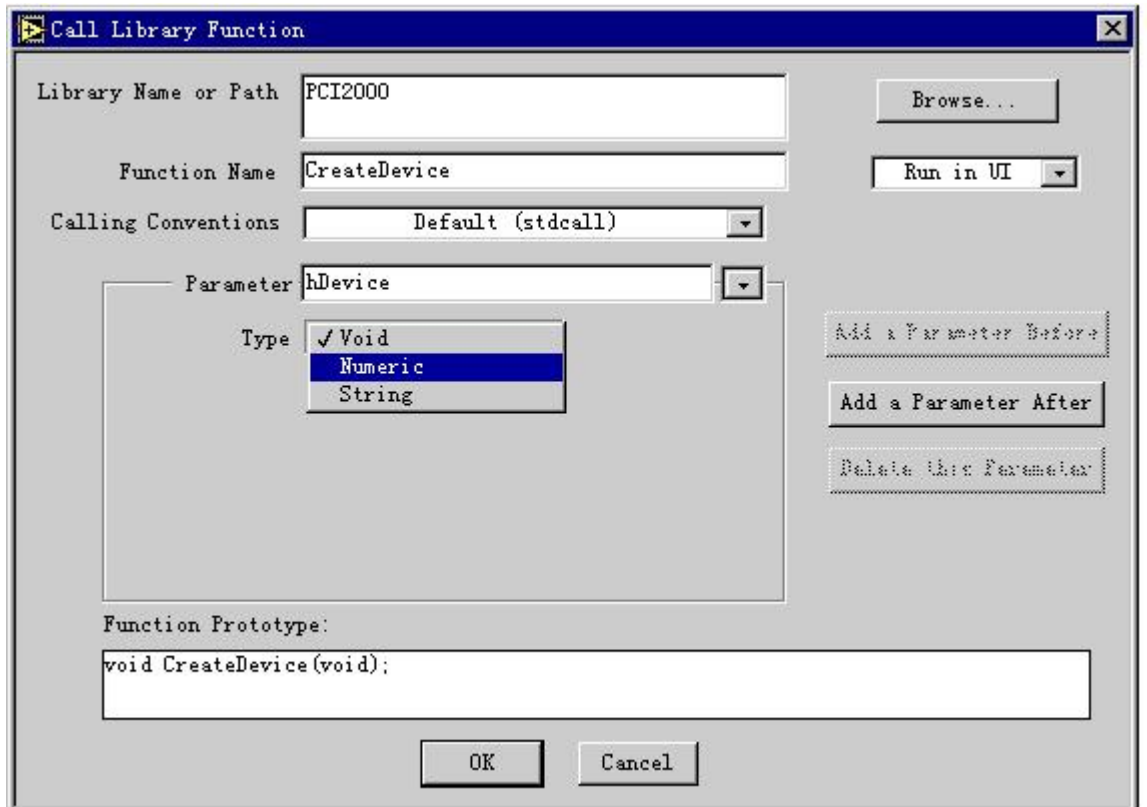 Call Library Function
Library Name or Path PCI2000 Browse...
Function Name CreateDevice Run in UI
Calling Conventions Default (stdcall)
Parameter hDevice
Type ✓ Void
Numeric
String
Add a Parameter Before
Add a Parameter After
Delete this Parameter
Function Prototype:
void CreateDevice(void);
OK Cancel